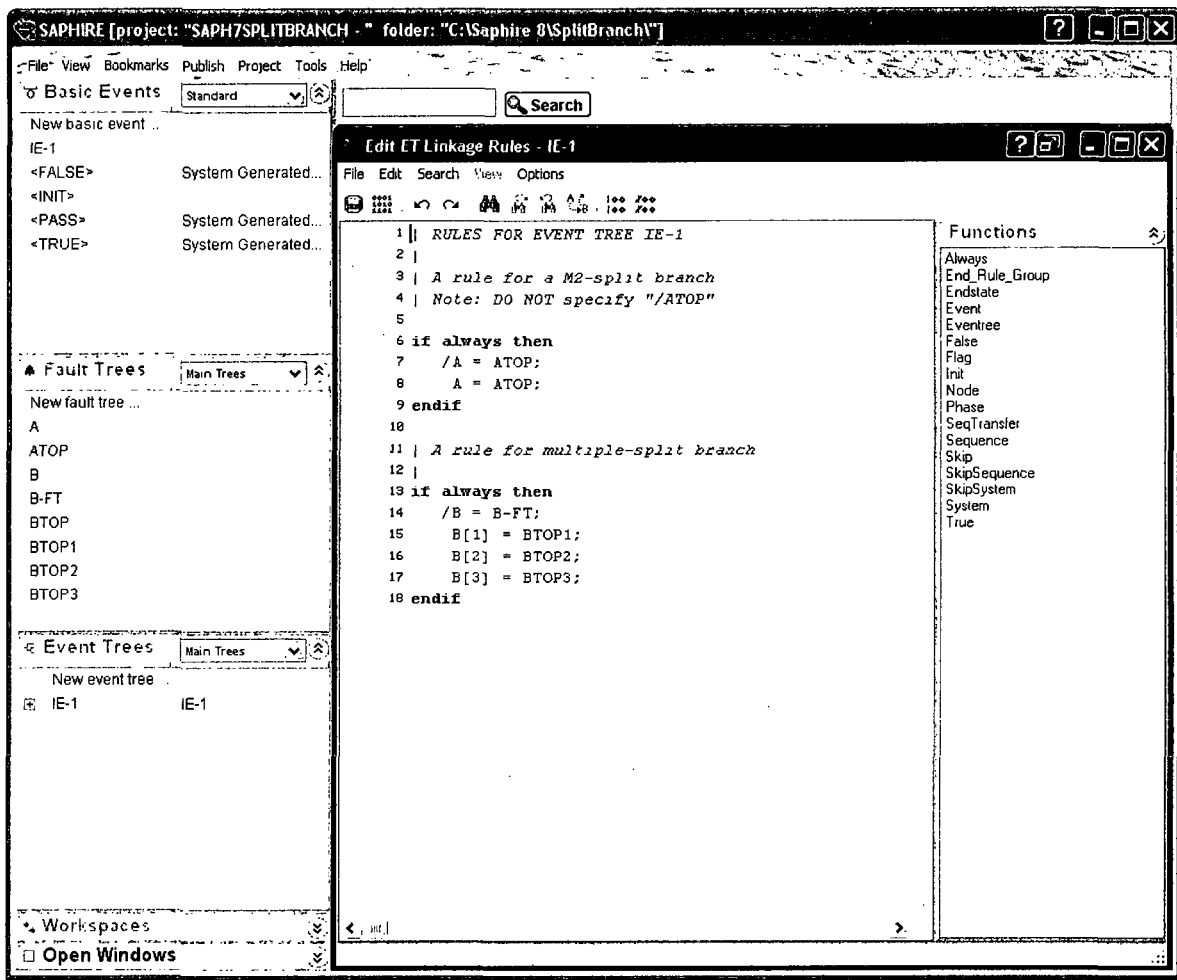 SAPHIRE [project: "SAPH7SPLITBRANCH - " folder: "C:\Saphire 8\SplitBranch\"]
File View Bookmarks Publish Project Tools Help
Basic Events Standard
New basic event ..
IE-1
<FALSE> System Generated...
<INIT>
<PASS> System Generated...
<TRUE> System Generated...
Fault Trees Main Trees
New fault tree ...
A
ATOP
B
B-FT
BTOP
BTOP1
BTOP2
BTOP3
Event Trees Main Trees
New event tree .
IE-1 IE-1
Workspaces
Open Windows
Search
Edit ET Linkage Rules - IE-1
File Edit Search View Options
1 | RULES FOR EVENT TREE IE-1
2 |
3 | A rule for a M2-split branch
4 | Note: DO NOT specify "/ATOP"
5
6 if always then
7 /A = ATOP;
8 A = ATOP;
9 endif
10
11 | A rule for multiple-split branch
12 |
13 if always then
14 /B = B-FT;
15 B[1] = BTOP1;
16 B[2] = BTOP2;
17 B[3] = BTOP3;
18 endif
Functions
Always
End_Rule_Group
Endstate
Event
Eventree
False
Flag
Init
Node
Phase
SeqTransfer
Sequence
Skip
SkipSequence
SkipSystem
System
True